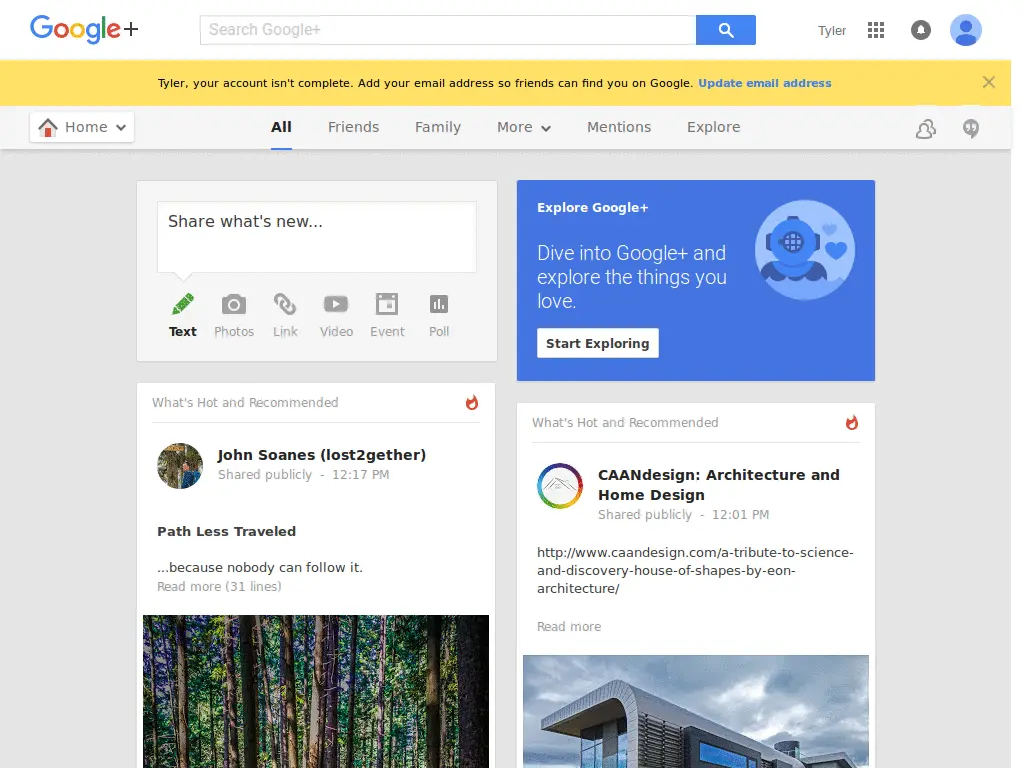 Google+
Search Google+
Tyler
Tyler, your account isn't complete. Add your email address so friends can find you on Google. Update email address
Home
All
Friends
Family
More
Mentions
Explore
Share what's new...
Text
Photos
Link
Video
Event
Poll
Explore Google+
Dive into Google+ and
explore the things you
love.
Start Exploring
What's Hot and Recommended
John Soanes (lost2gether)
Shared publicly - 12:17 PM
Path Less Traveled
...because nobody can follow it.
Read more (31 lines)
What's Hot and Recommended
CAANdesign: Architecture and
Home Design
Shared publicly - 12:01 PM
http://www.caandesign.com/a-tribute-to-science-
and-discovery-house-of-shapes-by-eon-
architecture/
Read more